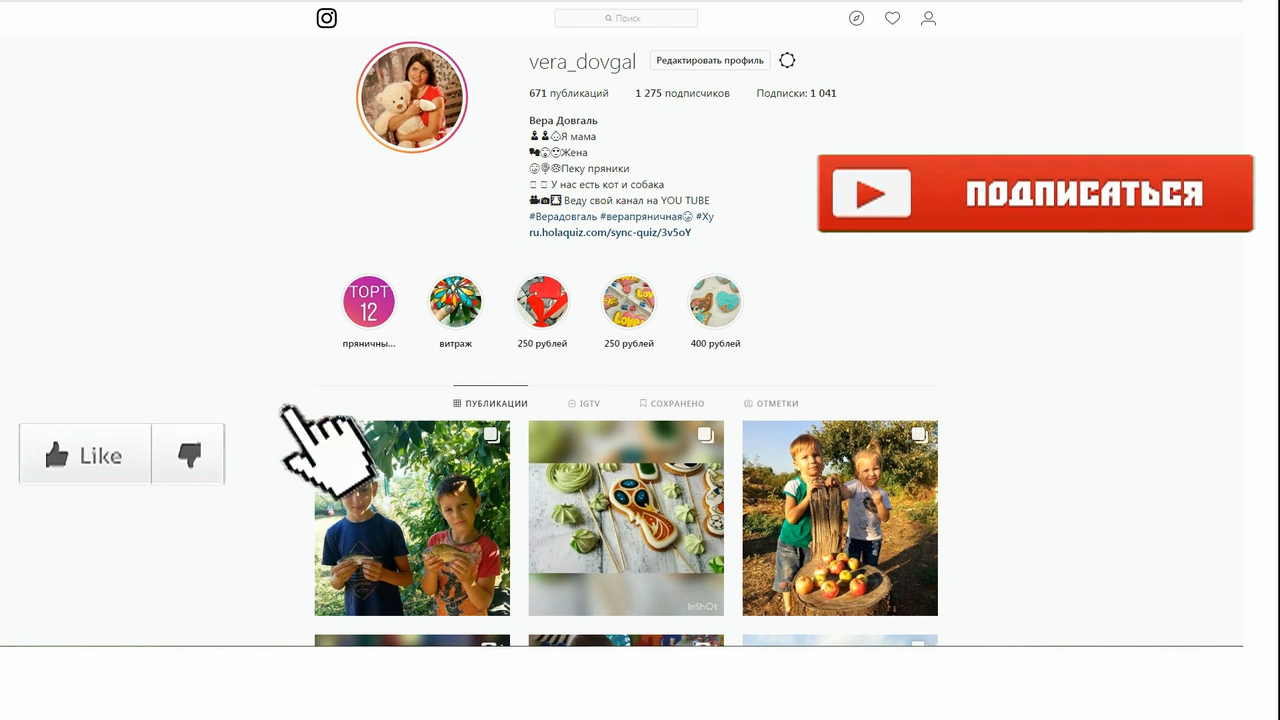 Поиск
vera_dovgal Редактировать профиль
671 публикаций 1 275 подписчиков Подписки: 1 041
Вера Довгаль
Я мама
Жена
Пеку пряники
У нас есть кот и собака
Веду свой канал на YOU TUBE
#Верадовгаль #верапряничная #Ху
ru.holaquiz.com/sync-quiz/3v5oY
ПОДПИСАТЬСЯ
ТОРТ
12
Love
Love
пряничны... витраж 250 рублей 250 рублей 400 рублей
ПУБЛИКАЦИИ IGTV СОХРАНЕНО ОТМЕТКИ
Like
InShOt